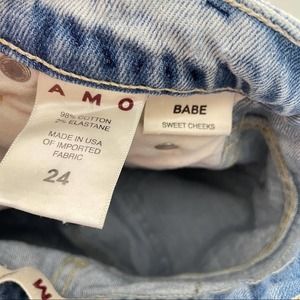 AMO
98% COTTON
2% ELASTANE
MADE IN USA
OF IMPORTED
FABRIC
24
BABE
SWEET CHEEKS